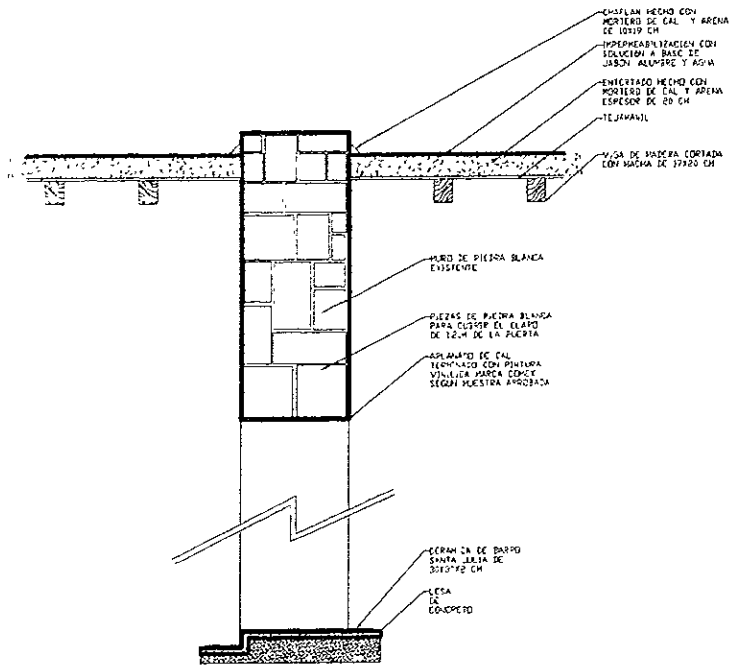 CHAFLAN HECHO CON
MORTERO DE CAL Y ARENA
DE 10X10 CM
IMPERMEABILIZACION CON
SOLUCION A BASE DE
JABON ALUMBRE Y AGUA
ENTORTADO HECHO CON
MORTERO DE CAL Y ARENA
ESPESOR DE 20 CM
TEJAMANIL
VIGA DE MADERA CORTADA
CON HACHA DE 17X20 CM
MURO DE PIEDRA BLANCA
EXISTENTE
PIEZAS DE PIEDRA BLANCA
PARA CUBRIR EL CLARO
DE 1.2M DE LA PUERTA
APLANADO DE CAL
TERMINADO CON PINTURA
VINILICA MARCA COMEX
SEGUN MUESTRA APROBADA
CERAMICA DE BARRO
SANTA JULIA DE
CM
LOSA
DE
CONCRETO